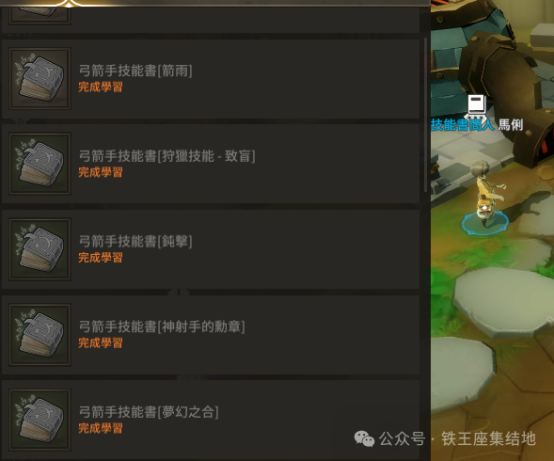 弓箭手技能書[箭雨]
完成學習
弓箭手技能書[狩獵技能 - 致盲]
完成學習
弓箭手技能書[鈍擊]
完成學習
弓箭手技能書[神射手的勳章]
完成學習
弓箭手技能書[夢幻之合]
完成學習
技能書商人 馬俐
公众号 · 铁王座集结地